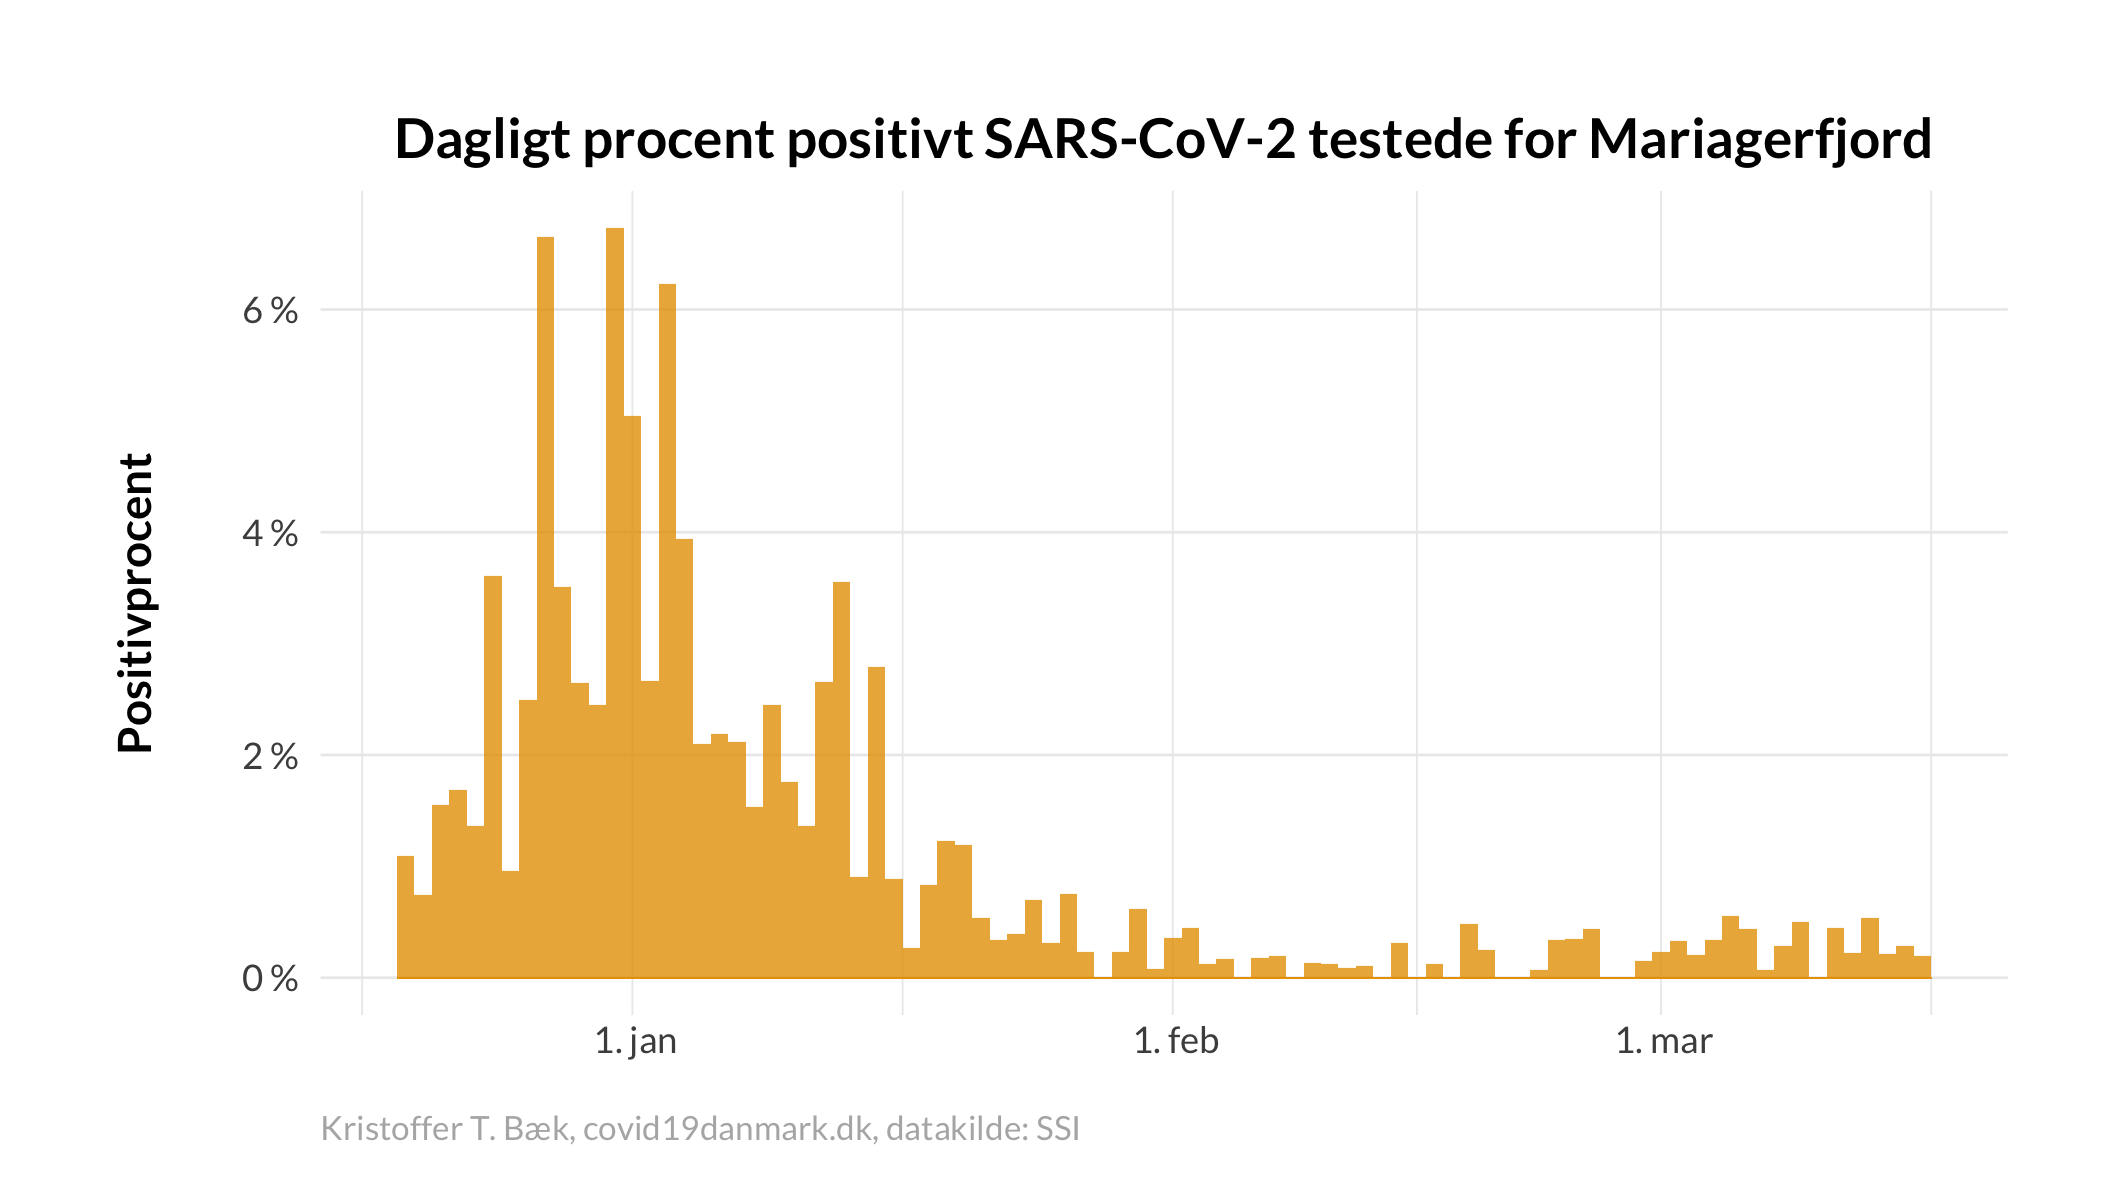 Dagligt procent positivt SARS-CoV-2 testede for Mariagerfjord
Positivprocent
6 %
4 %
2 %
0 %
1. jan
1. feb
1. mar
Kristoffer T. Bæk, covid19danmark.dk, datakilde: SSI